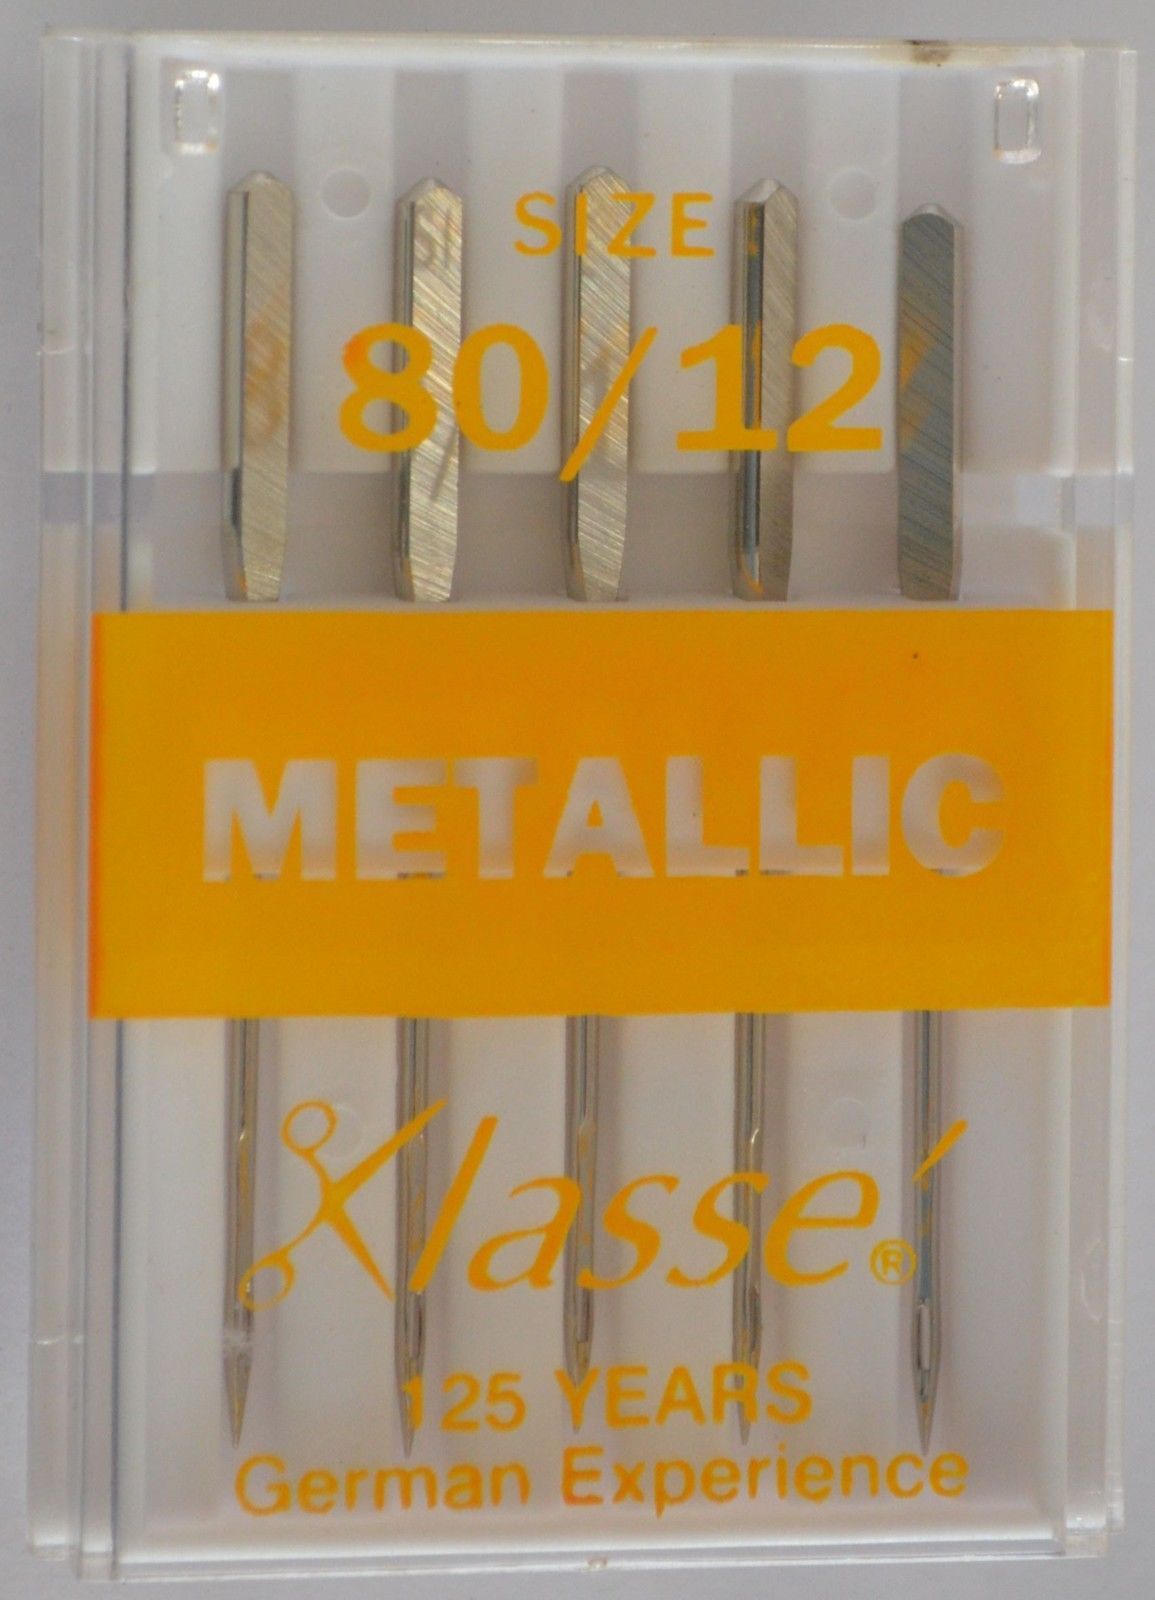 SIZE
80/12
METALLIC
Klassé®
125 YEARS
German Experience